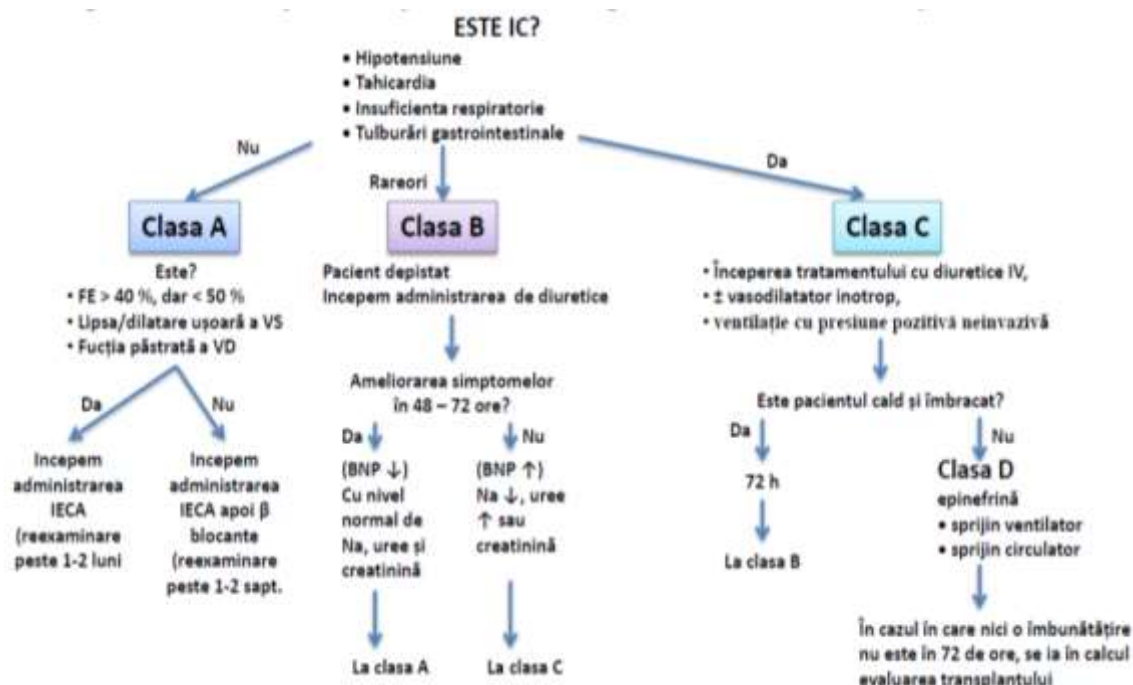 ESTE IC?
• Hipotensiune
• Tahicardia
• Insuficienta respiratorie
• Tulburări gastrointestinale
Nu
Rareori
Da
Clasa A
Este?
• FE > 40 %, dar < 50 %
• Lipsa/dilatare ușoară a VS
• Fucția păstrată a VD
Da
Nu
Incepem
administrarea
IECA
(reexaminare
peste 1-2 luni
Incepem
administrarea
IECA apoi β
blocante
(reexaminare
peste 1-2 sapt.
Clasa B
Pacient depistat
Incepem administrarea de diuretice
Ameliorarea simptomelor
în 48 – 72 ore?
Da
Nu
(BNP ↓)
Cu nivel
normal de
Na, uree și
creatinină
(BNP ↑)
Na ↓, uree
↑ sau
creatinină
La clasa A
La clasa C
Clasa C
• Începerea tratamentului cu diuretice IV,
• ± vasodilatator inotrop,
• ventilație cu presiune pozitivă neinvazivă
Este pacientul cald și îmbracat?
Da
Nu
72 h
La clasa B
Clasa D
epinefrină
• sprijin ventilator
• sprijin circulator
În cazul în care nici o îmbunătățire
nu este în 72 de ore, se ia în calcul
evaluarea transplantului